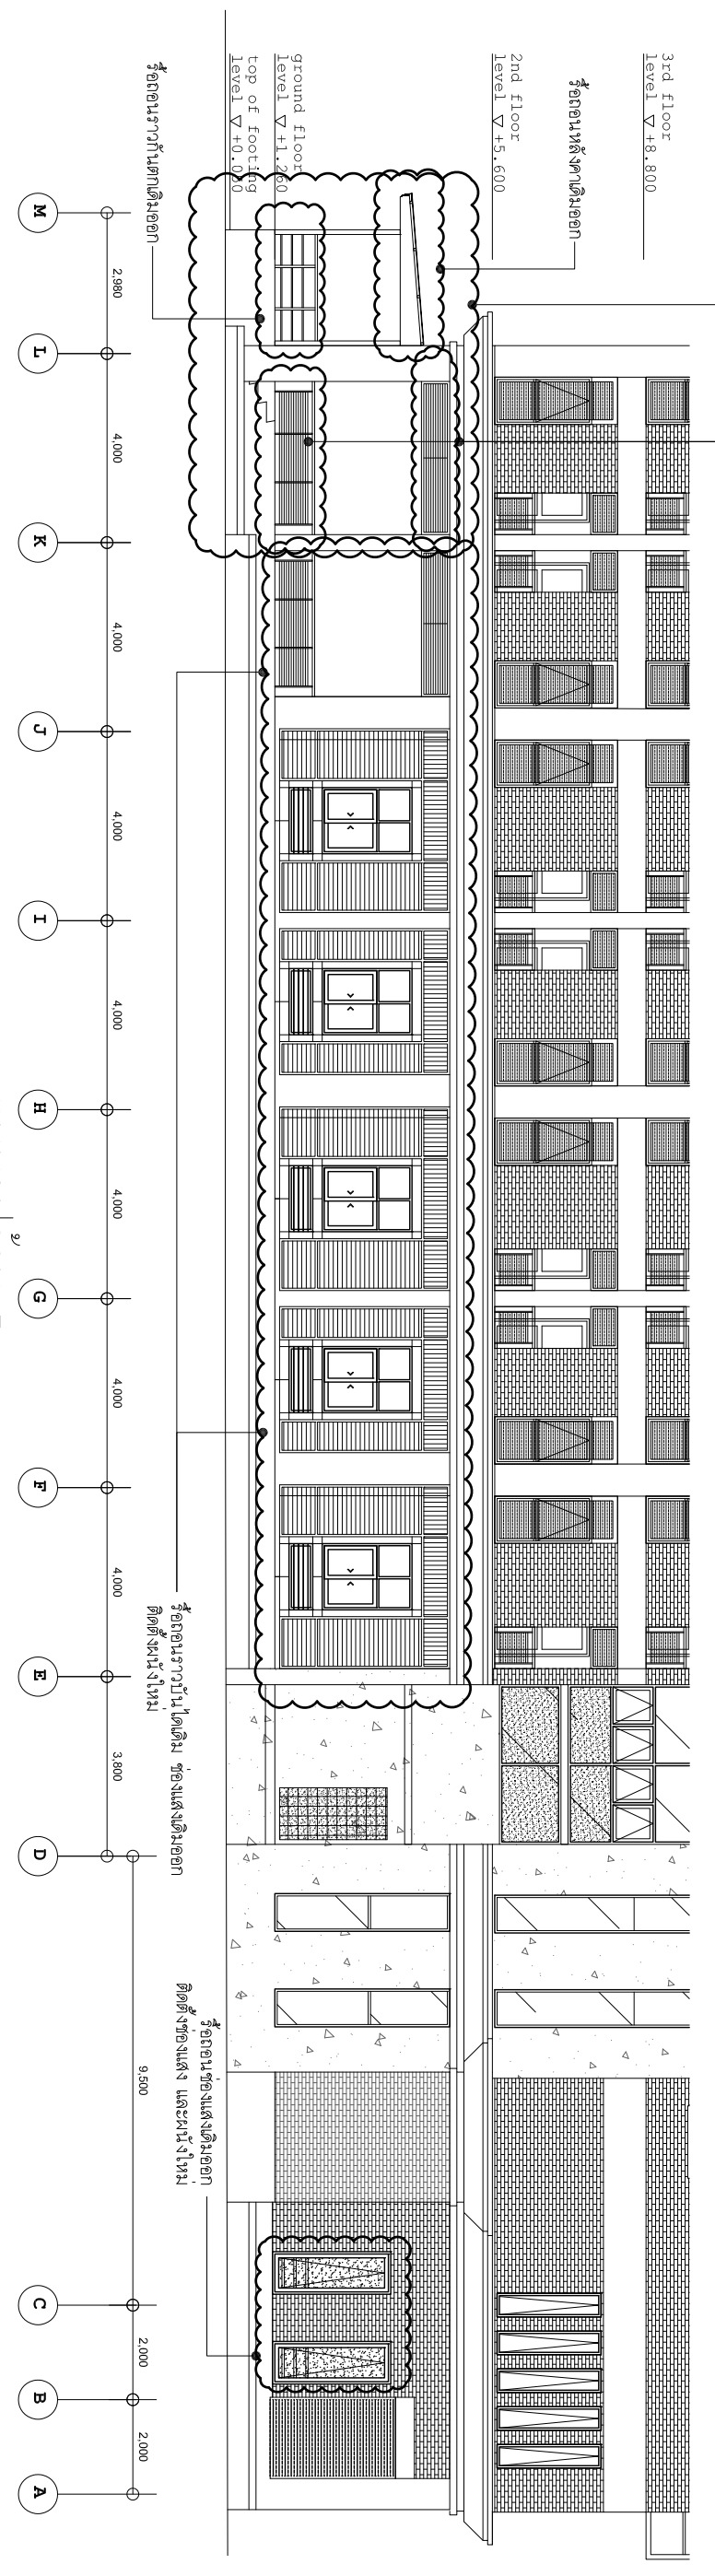 3rd floor
level ▽ +8.800
รื้อถอนหลังคาเดิมออก
2nd floor
level ▽ +5.600
ground floor
level ▽ +1.260
top of footing
level ▽ +0.030
รื้อถอนราวกันตกเดิมออก
รื้อถอนราวบันไดเดิม ช่องแสงเดิมออก
ติดตั้งผนังใหม่
รื้อถอนช่องแสงเดิมออก
ติดตั้งช่องแสง และผนังใหม่
2,980
4,000
4,000
4,000
4,000
4,000
4,000
4,000
3,800
9,500
2,000
2,000
M
L
K
J
I
H
G
F
E
D
C
B
A